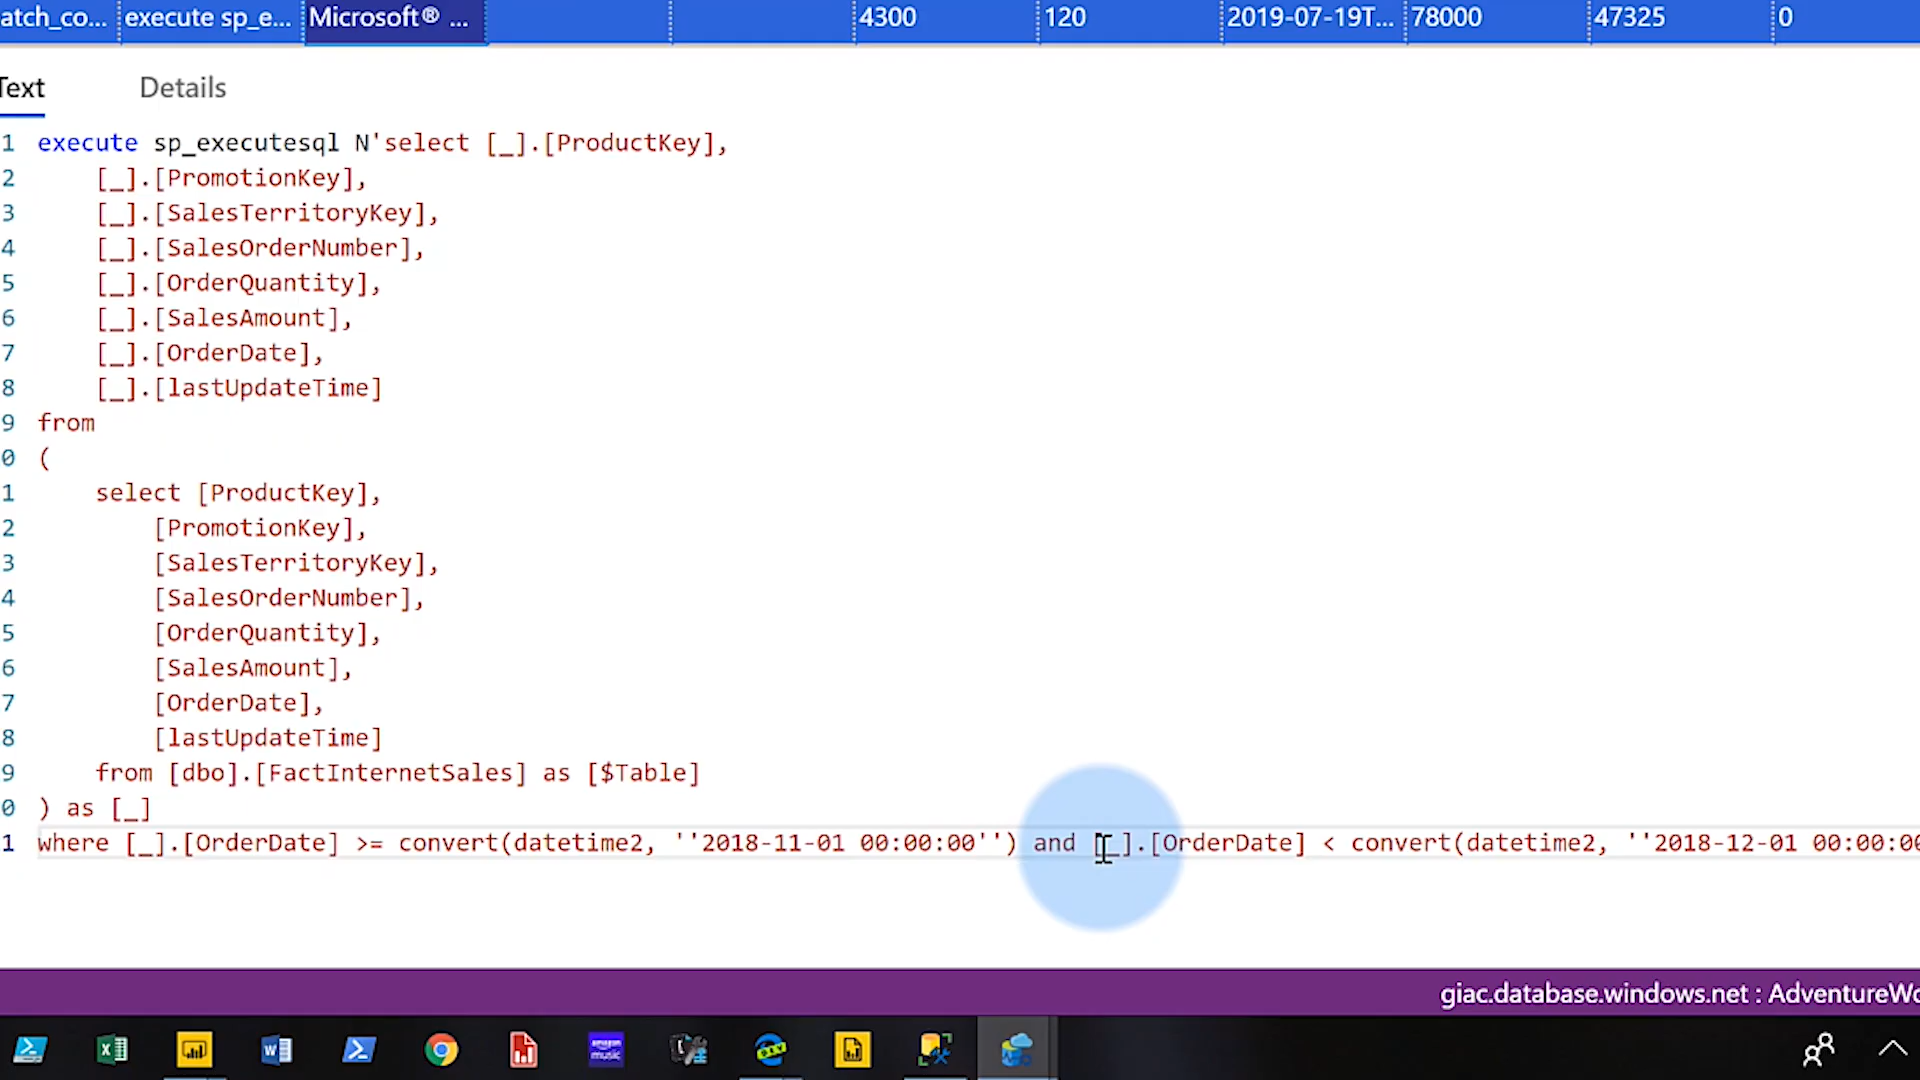 atch_co... execute sp_e... Microsoft® ... 4300 120 2019-07-19T... 78000 47325 0
Text Details
1 execute sp_executesql N'select [_].[ProductKey],
2 [_].[PromotionKey],
3 [_].[SalesTerritoryKey],
4 [_].[SalesOrderNumber],
5 [_].[OrderQuantity],
6 [_].[SalesAmount],
7 [_].[OrderDate],
8 [_].[lastUpdateTime]
9 from
0 (
1 select [ProductKey],
2 [PromotionKey],
3 [SalesTerritoryKey],
4 [SalesOrderNumber],
5 [OrderQuantity],
6 [SalesAmount],
7 [OrderDate],
8 [lastUpdateTime]
9 from [dbo].[FactInternetSales] as [$Table]
0 ) as [_]
1 where [_].[OrderDate] >= convert(datetime2, ''2018-11-01 00:00:00'') and [_].[OrderDate] < convert(datetime2, ''2018-12-01 00:00:00
giac.database.windows.net : AdventureWo
amazon music